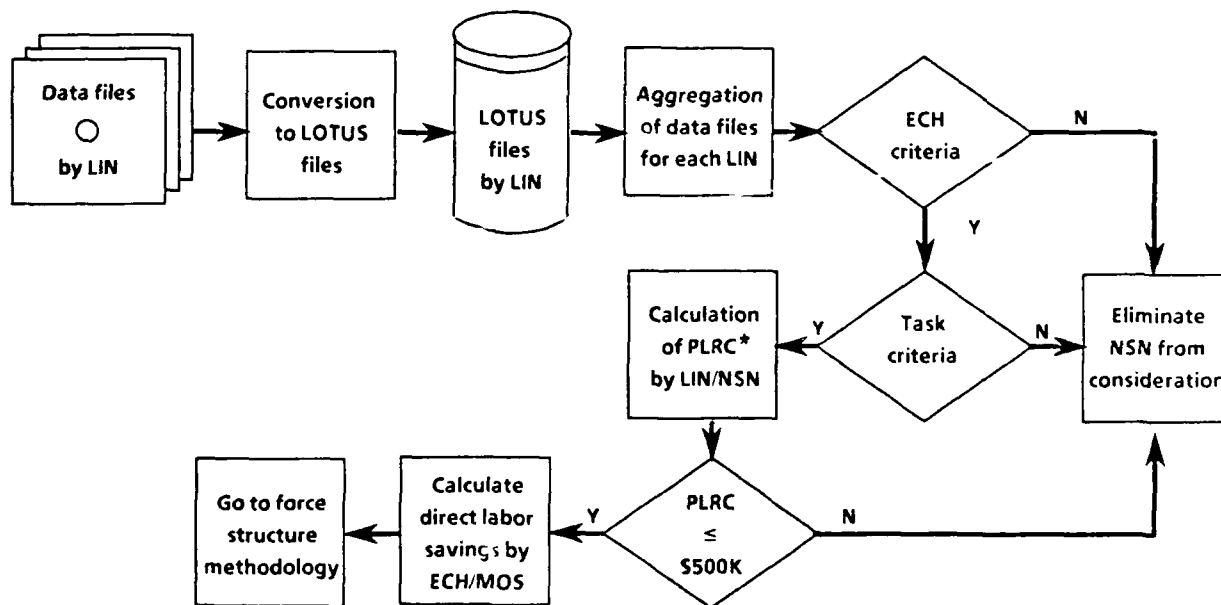 Data files
by LIN
Conversion
to LOTUS
files
LOTUS
files
by LIN
Aggregation
of data files
for each LIN
ECH
criteria
N
Y
Calculation
of PLRC*
by LIN/NSN
Y
Task
criteria
N
Eliminate
NSN from
consideration
Go to force
structure
methodology
Calculate
direct labor
savings by
ECH/MOS
Y
PLRC
≤
$500K
N